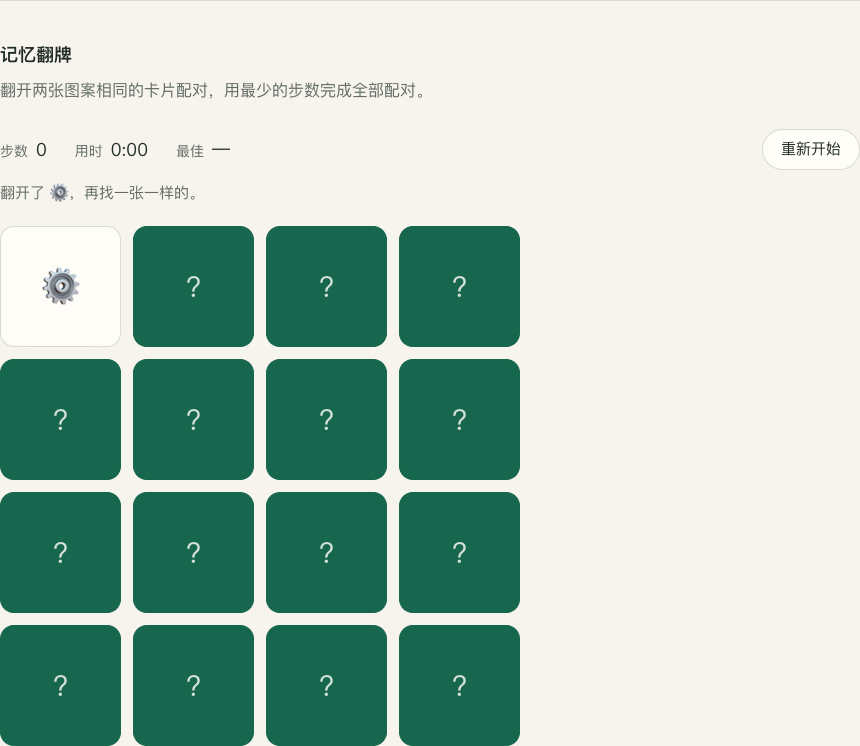 记忆翻牌
翻开两张图案相同的卡片配对，用最少的步数完成全部配对。
步数 0 用时 0:00 最佳 — 重新开始
翻开了 ⚙️，再找一张一样的。
? ? ?
? ? ? ?
? ? ? ?
? ? ? ?